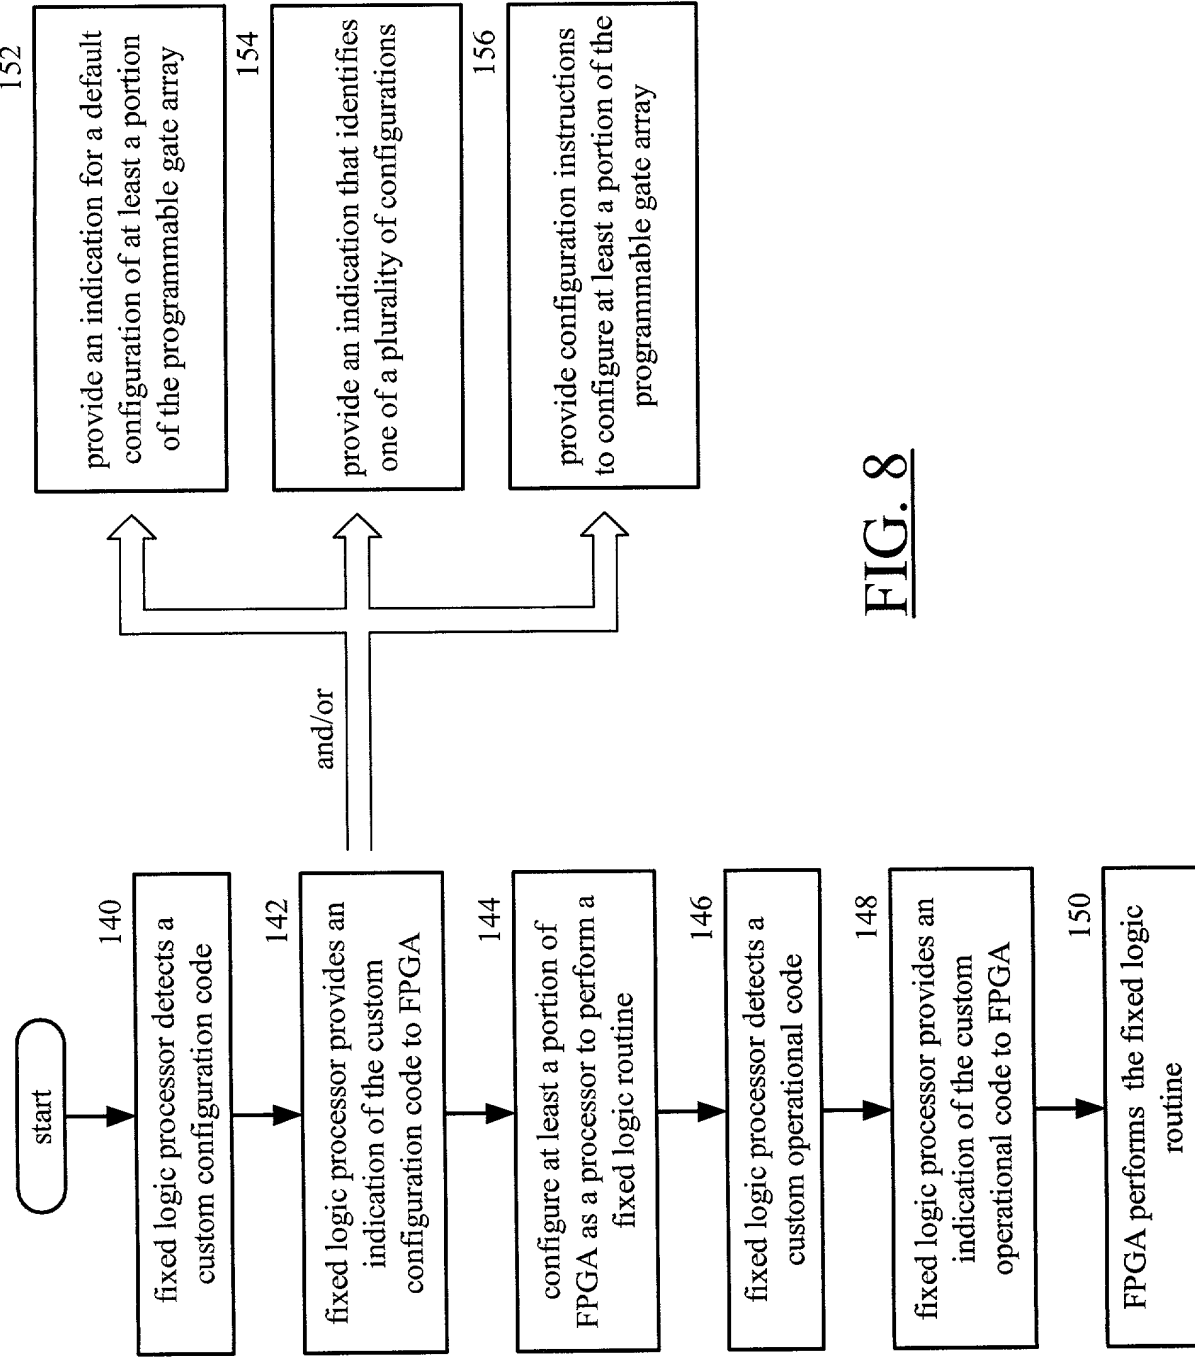 start
140
fixed logic processor detects a
custom configuration code
142
fixed logic processor provides an
indication of the custom
configuration code to FPGA
and/or
152
provide an indication for a default
configuration of at least a portion
of the programmable gate array
154
provide an indication that identifies
one of a plurality of configurations
156
provide configuration instructions
to configure at least a portion of the
programmable gate array
144
configure at least a portion of
FPGA as a processor to perform a
fixed logic routine
146
fixed logic processor detects a
custom operational code
148
fixed logic processor provides an
indication of the custom
operational code to FPGA
150
FPGA performs the fixed logic
routine
FIG. 8